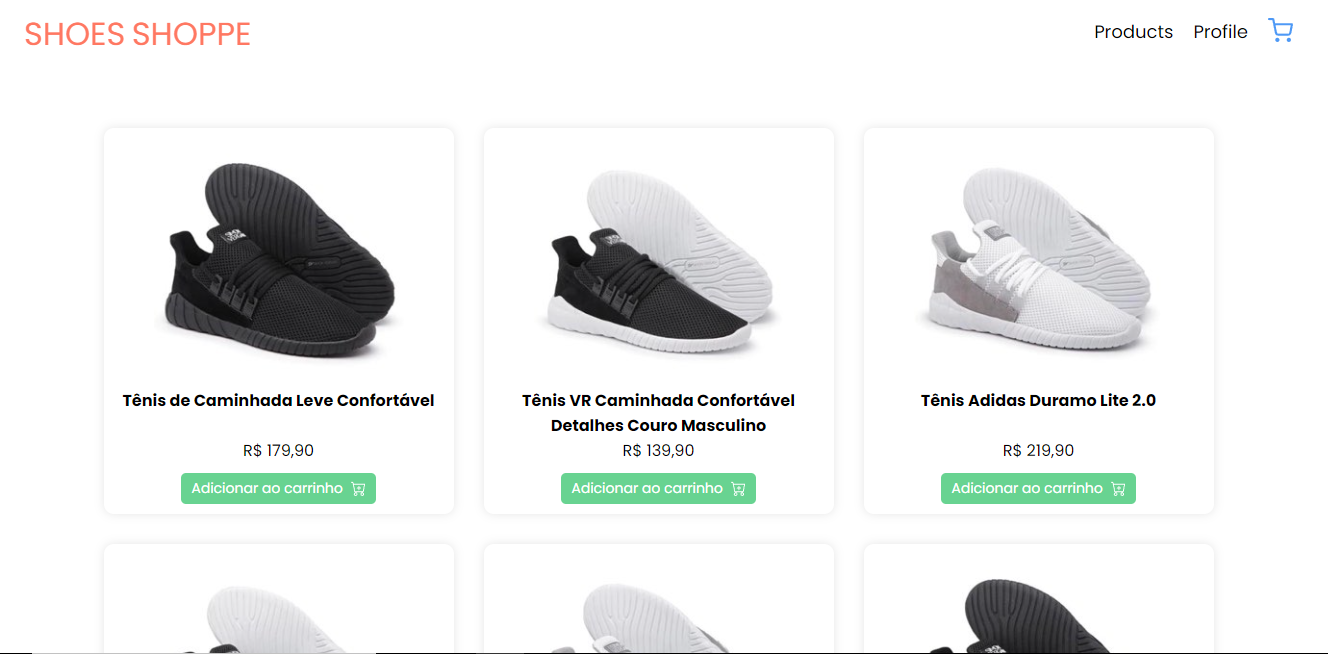 SHOES SHOPPE
Products Profile
Tênis de Caminhada Leve Confortável
R$ 179,90
Adicionar ao carrinho
Tênis VR Caminhada Confortável
Detalhes Couro Masculino
R$ 139,90
Adicionar ao carrinho
Tênis Adidas Duramo Lite 2.0
R$ 219,90
Adicionar ao carrinho